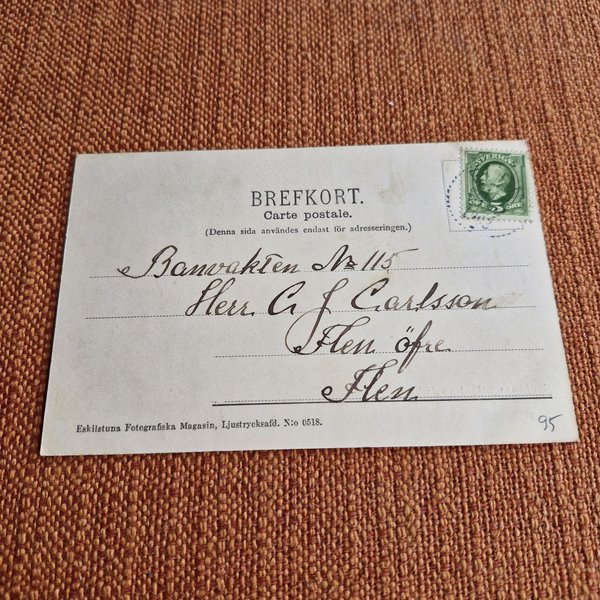 SVERIGE
5
BREFKORT.
Carte postale.
(Denna sida användes endast för adresseringen.)
Banvakten No 115
Herr C J Carlsson
Flen öfre
Flen
Eskilstuna Fotografiska Magasin, Ljustrycksafd. N:o 0518.
95